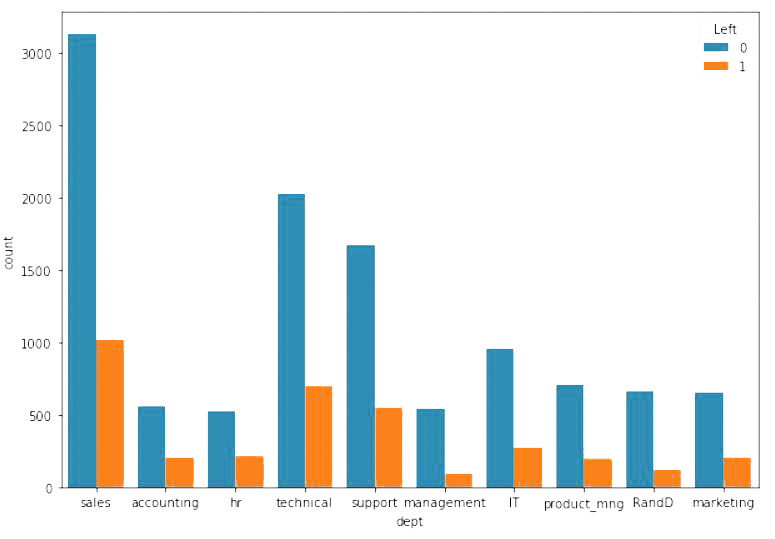 Left
0
1
3000
2500
2000
1500
1000
500
0
count
sales accounting hr technical support management IT product_mng RandD marketing
dept